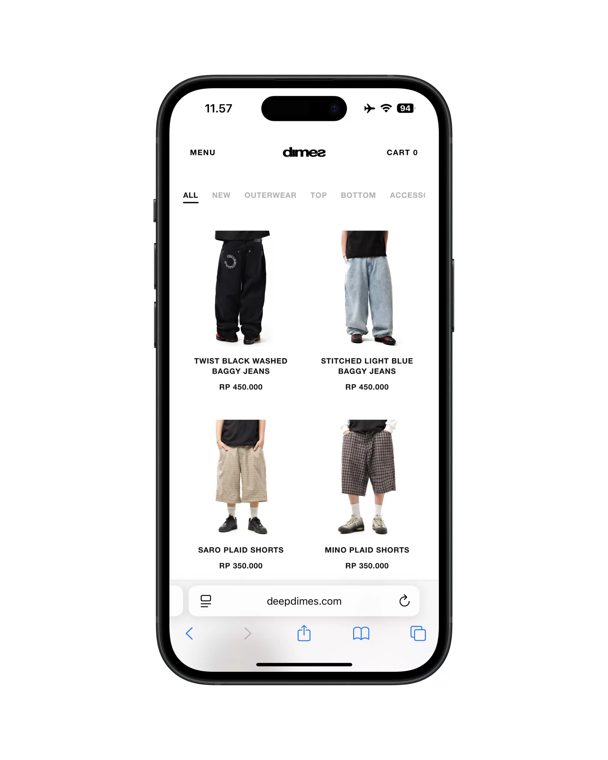 11.57
94
MENU
dimes
CART 0
ALL NEW OUTERWEAR TOP BOTTOM ACCESSO
TWIST BLACK WASHED
BAGGY JEANS
RP 450.000
STITCHED LIGHT BLUE
BAGGY JEANS
RP 450.000
SARO PLAID SHORTS
RP 350.000
MINO PLAID SHORTS
RP 350.000
deepdimes.com